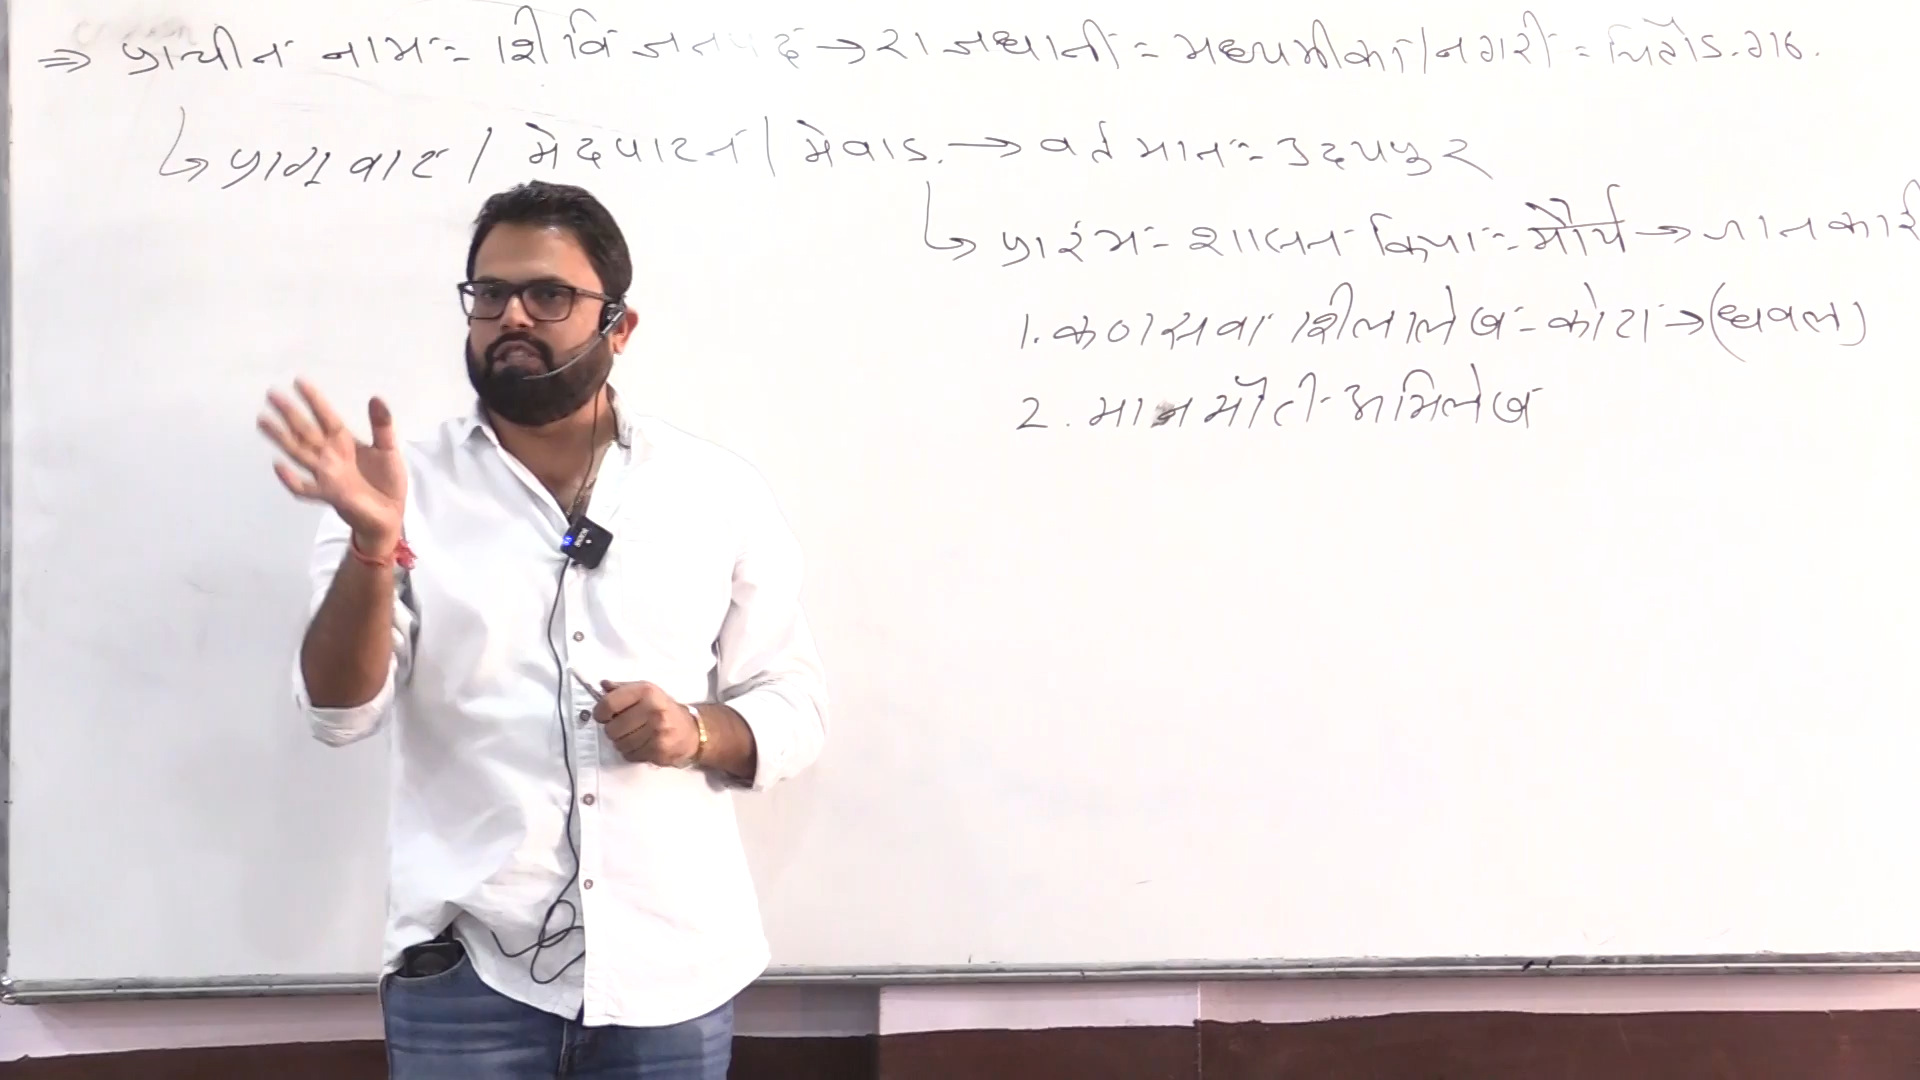 ⇒ प्राचीन नाम = शिवि जनपद → राजधानी = मध्यमीका / नगरी = चितौड़गढ़.
↳ प्राग्वाट / मेदपाट / मेवाड. → वर्तमान = उदयपुर
↳ प्रारंभ = शासन किया = मौर्य → जानकारी
1. कणसवा शिलालेख = कोटा → (धवल)
2. मानमौरी अभिलेख